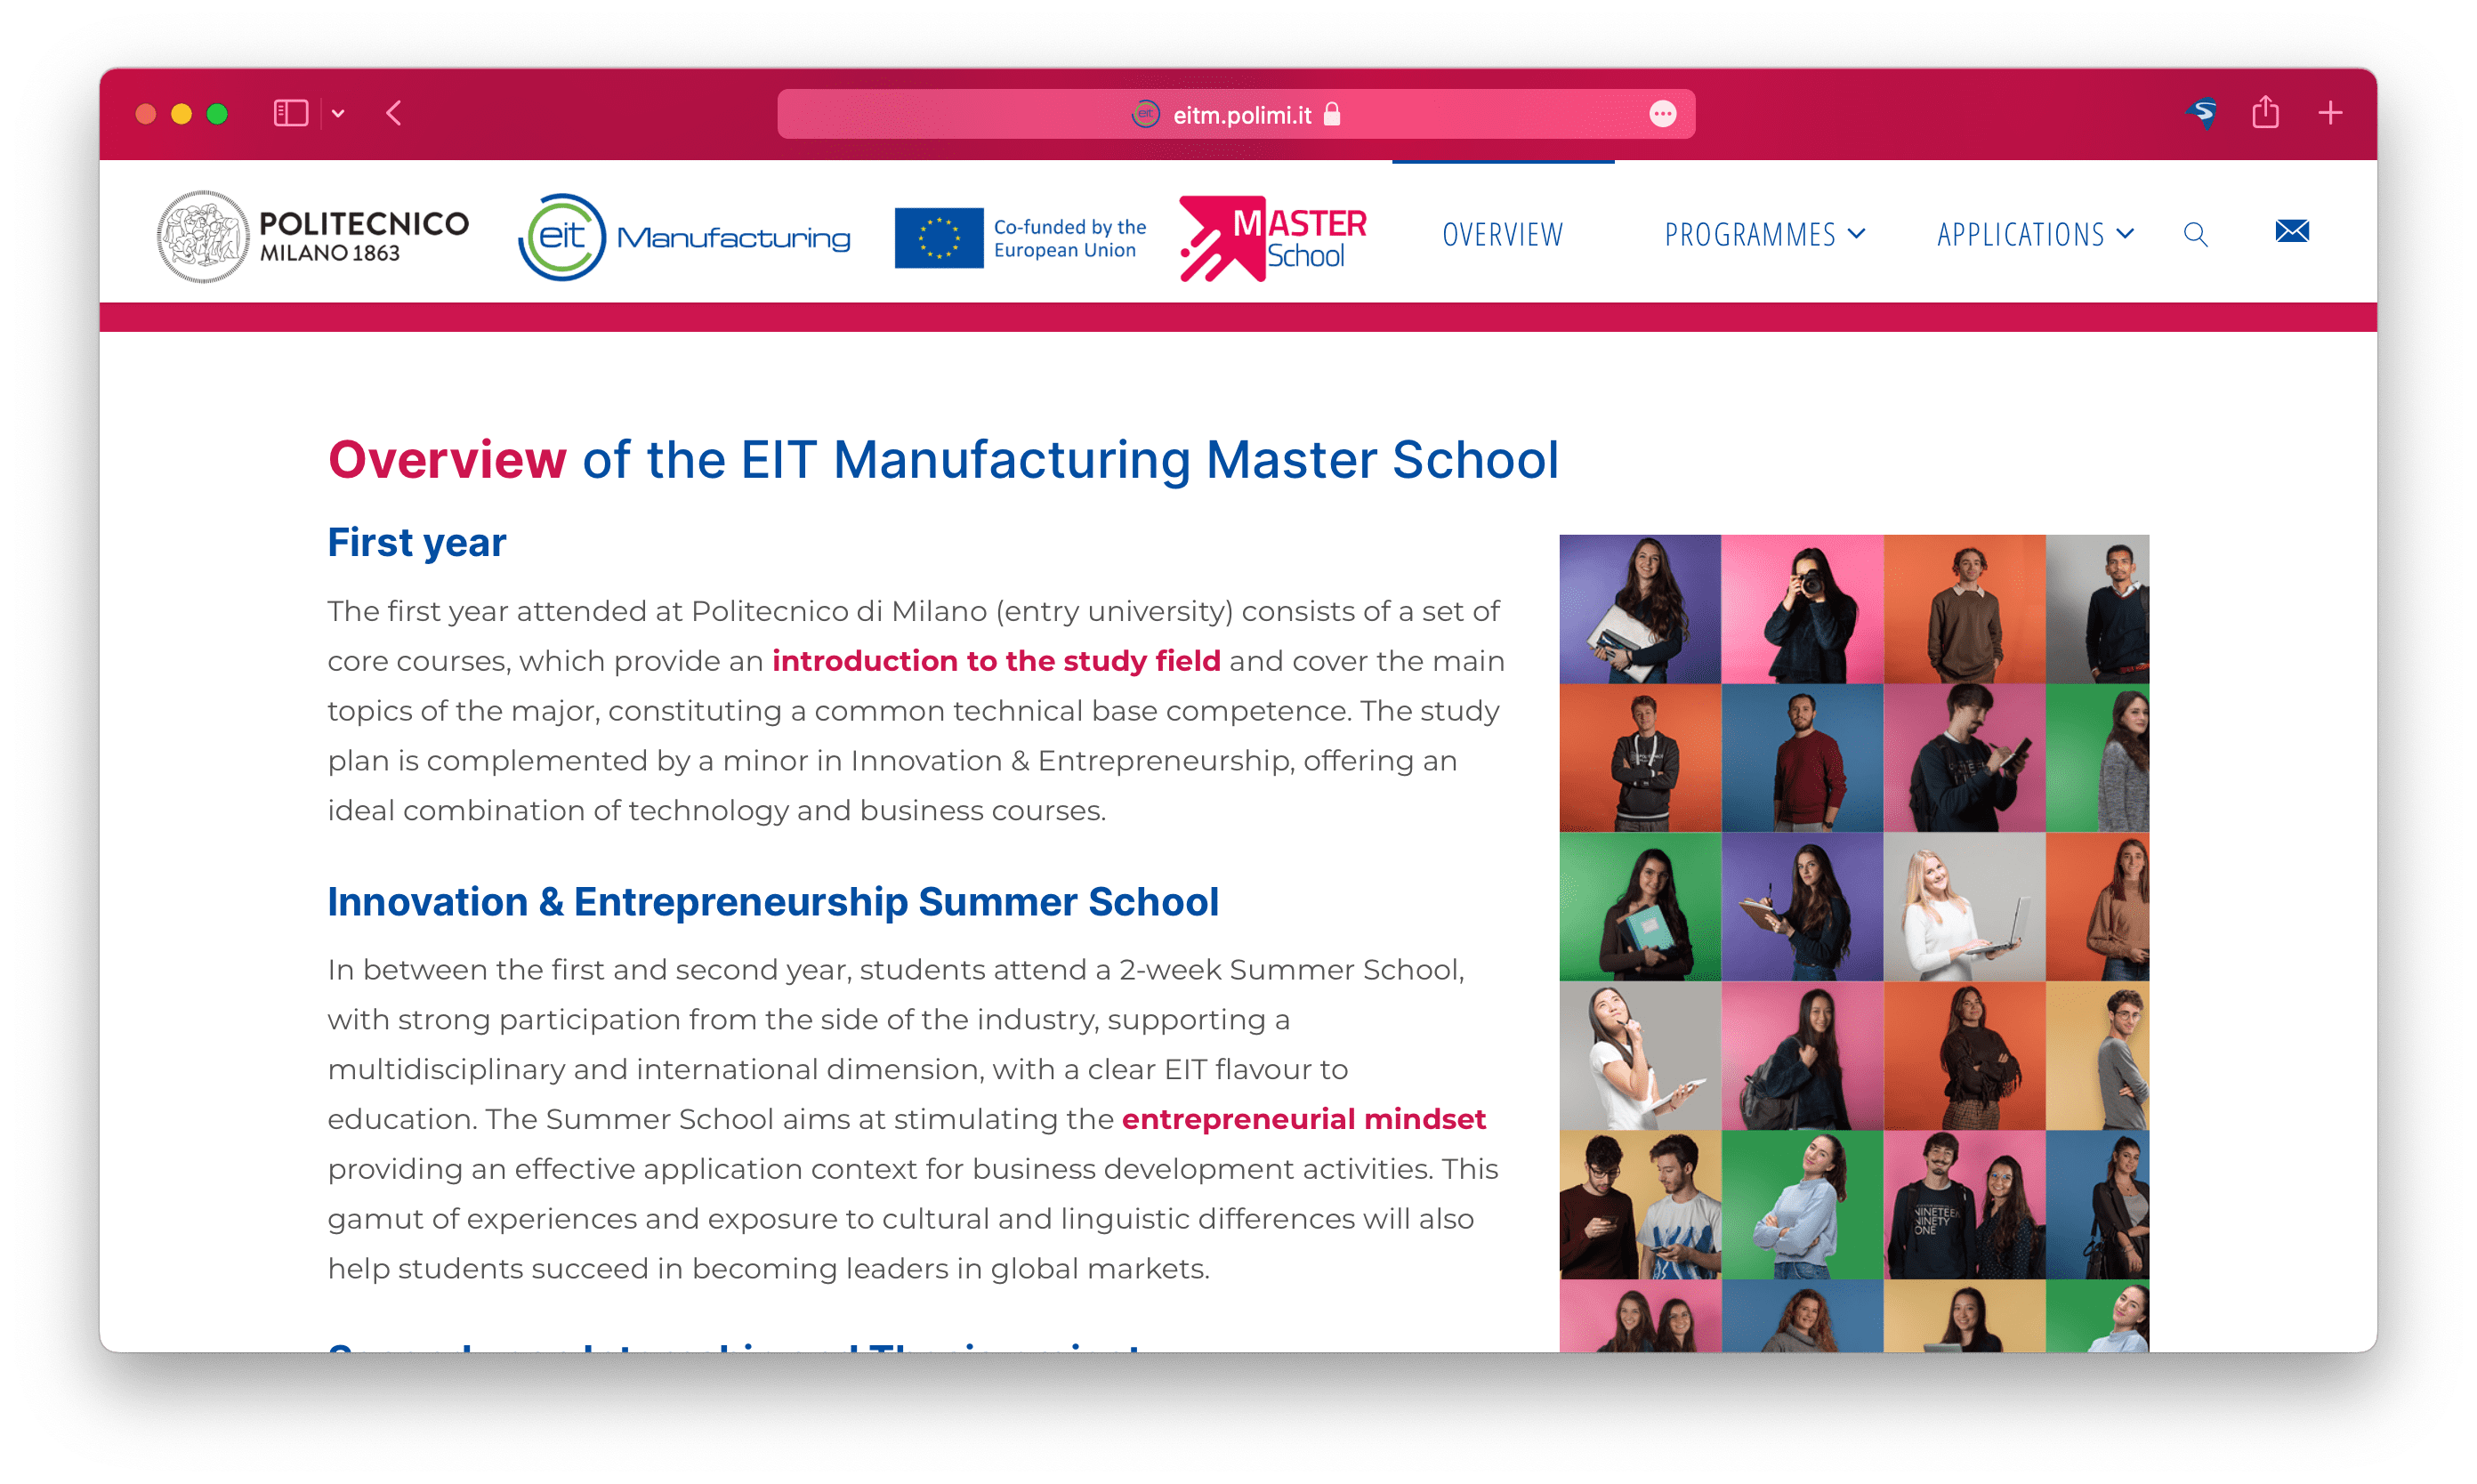 eit eitm.polimi.it
POLITECNICO
MILANO 1863
eit Manufacturing
Co-funded by the
European Union
MASTER
School
OVERVIEW PROGRAMMES APPLICATIONS
Overview of the EIT Manufacturing Master School
First year
The first year attended at Politecnico di Milano (entry university) consists of a set of
core courses, which provide an introduction to the study field and cover the main
topics of the major, constituting a common technical base competence. The study
plan is complemented by a minor in Innovation & Entrepreneurship, offering an
ideal combination of technology and business courses.
Innovation & Entrepreneurship Summer School
In between the first and second year, students attend a 2-week Summer School,
with strong participation from the side of the industry, supporting a
multidisciplinary and international dimension, with a clear EIT flavour to
education. The Summer School aims at stimulating the entrepreneurial mindset
providing an effective application context for business development activities. This
gamut of experiences and exposure to cultural and linguistic differences will also
help students succeed in becoming leaders in global markets.
NINETEEN
NINETY
ONE